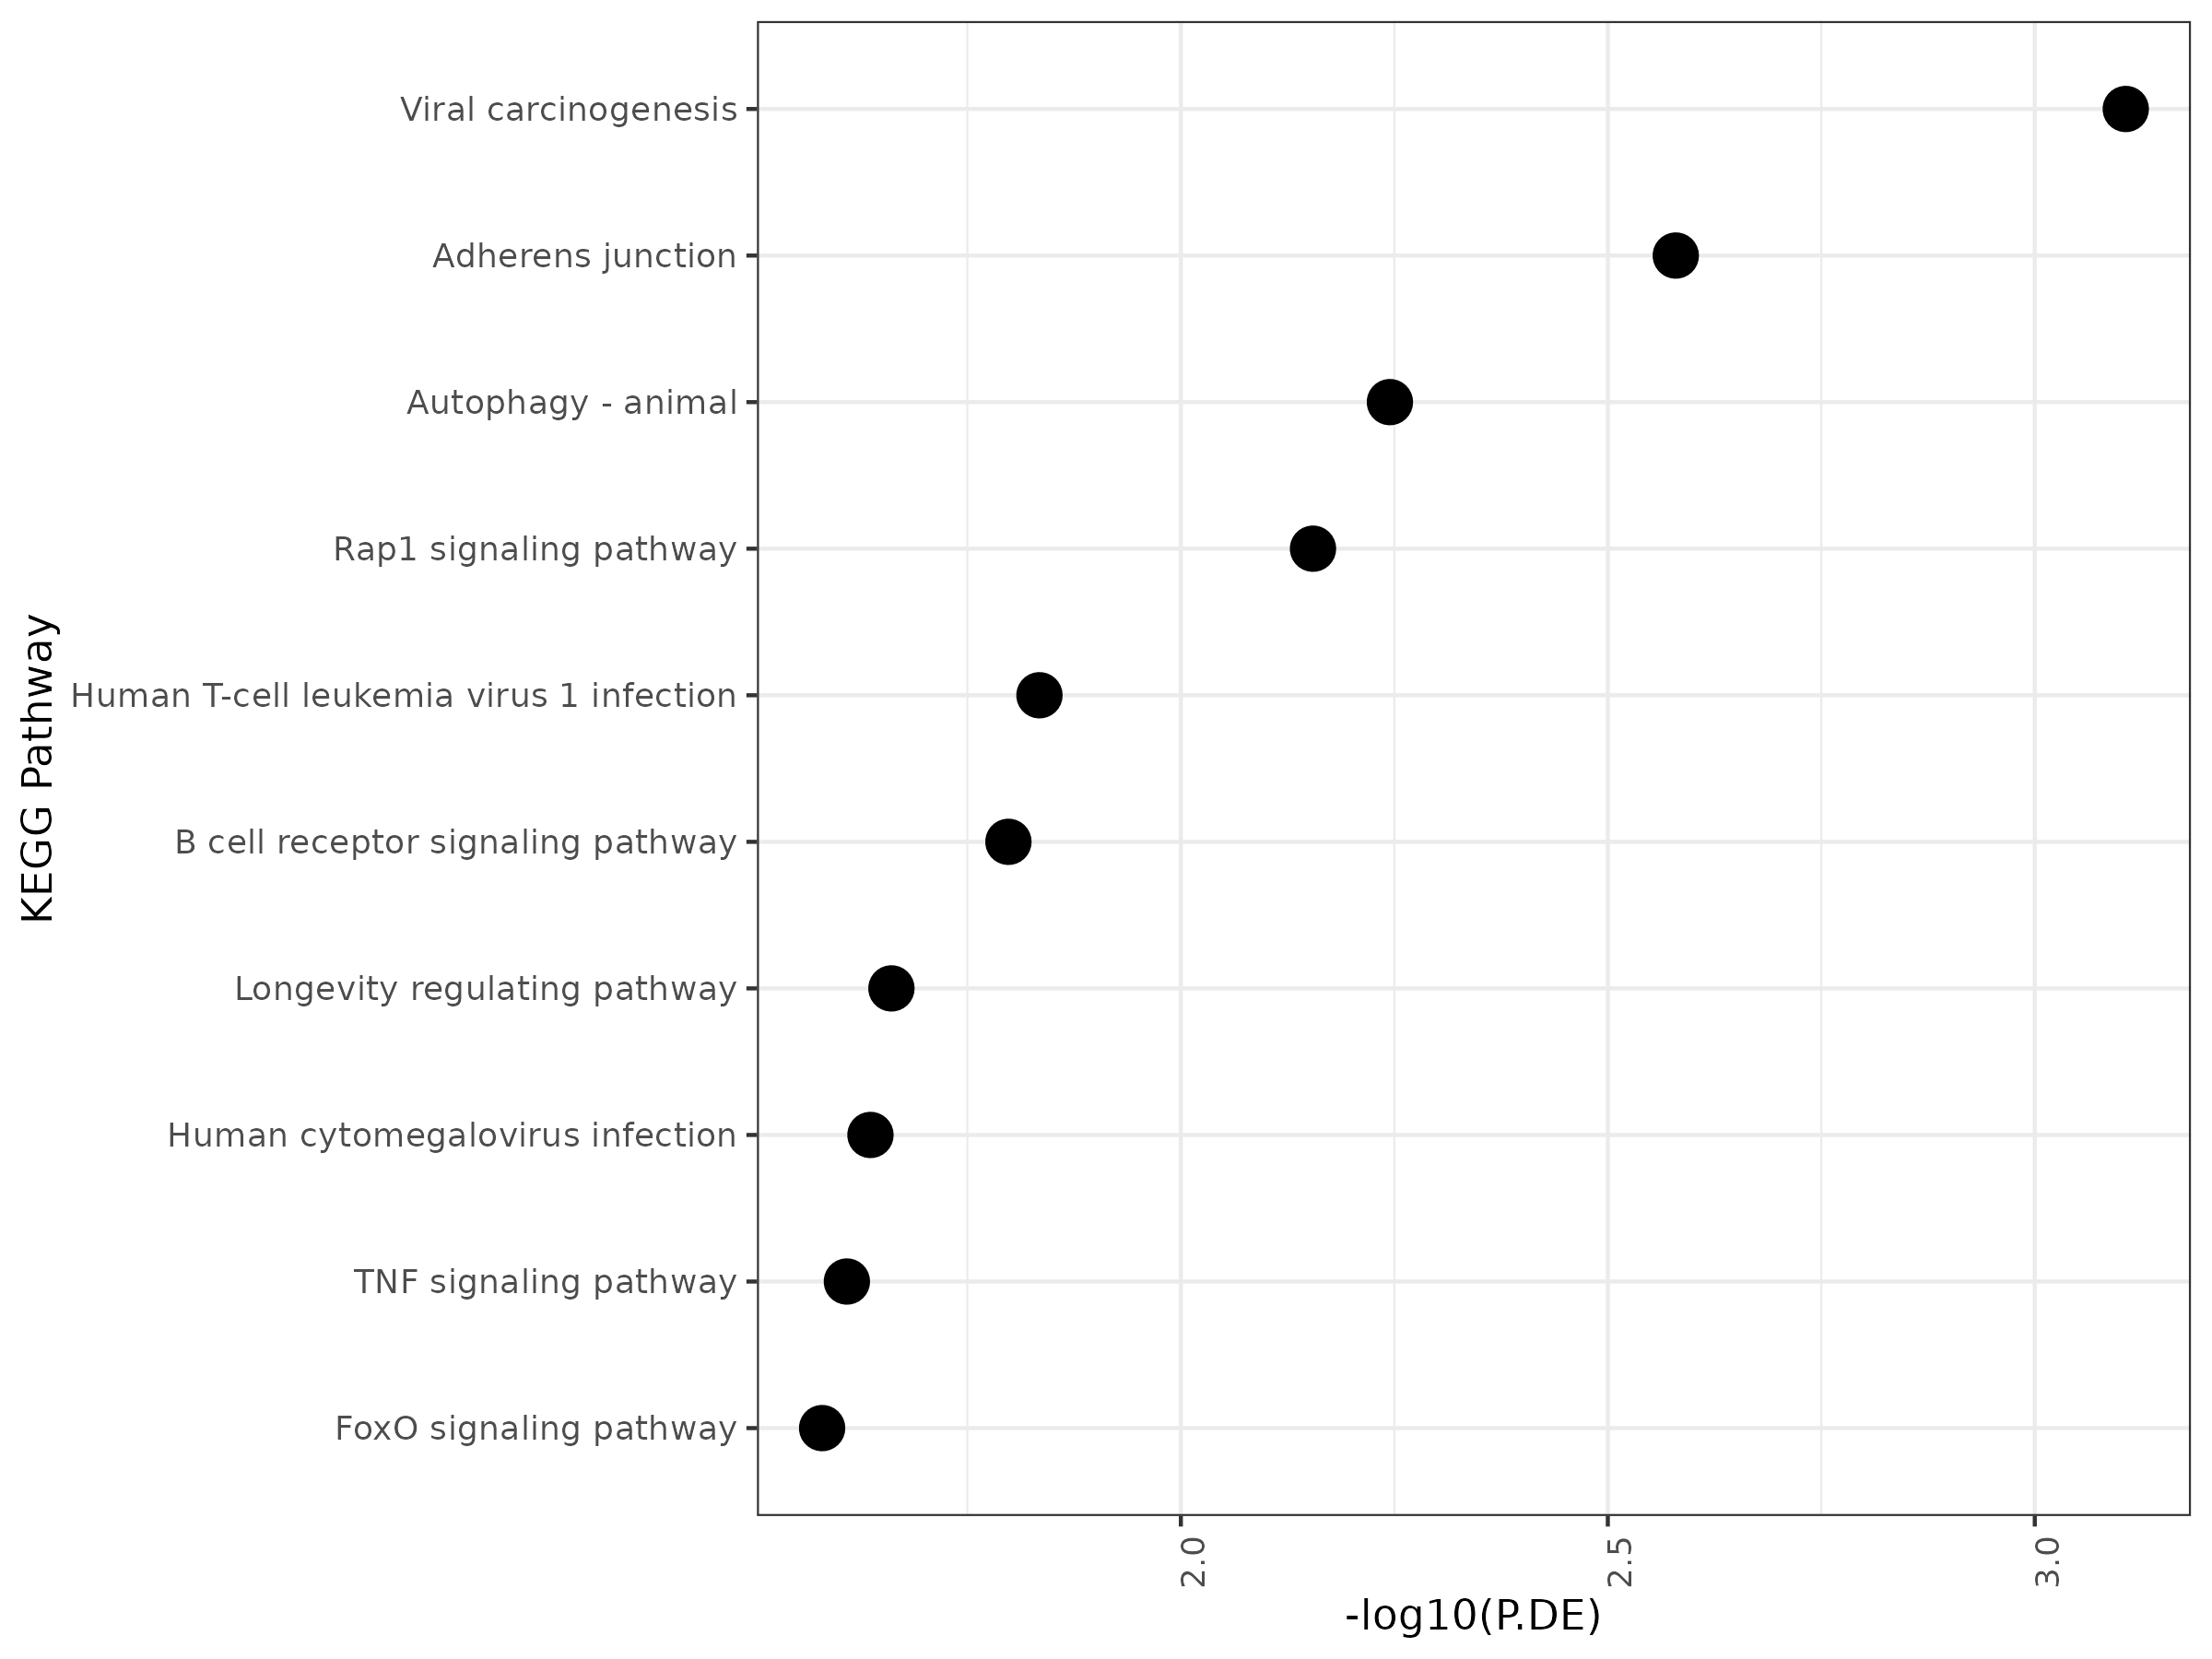 KEGG Pathway
Viral carcinogenesis
Adherens junction
Autophagy - animal
Rap1 signaling pathway
Human T-cell leukemia virus 1 infection
B cell receptor signaling pathway
Longevity regulating pathway
Human cytomegalovirus infection
TNF signaling pathway
FoxO signaling pathway
2.0
2.5
3.0
-log10(P.DE)